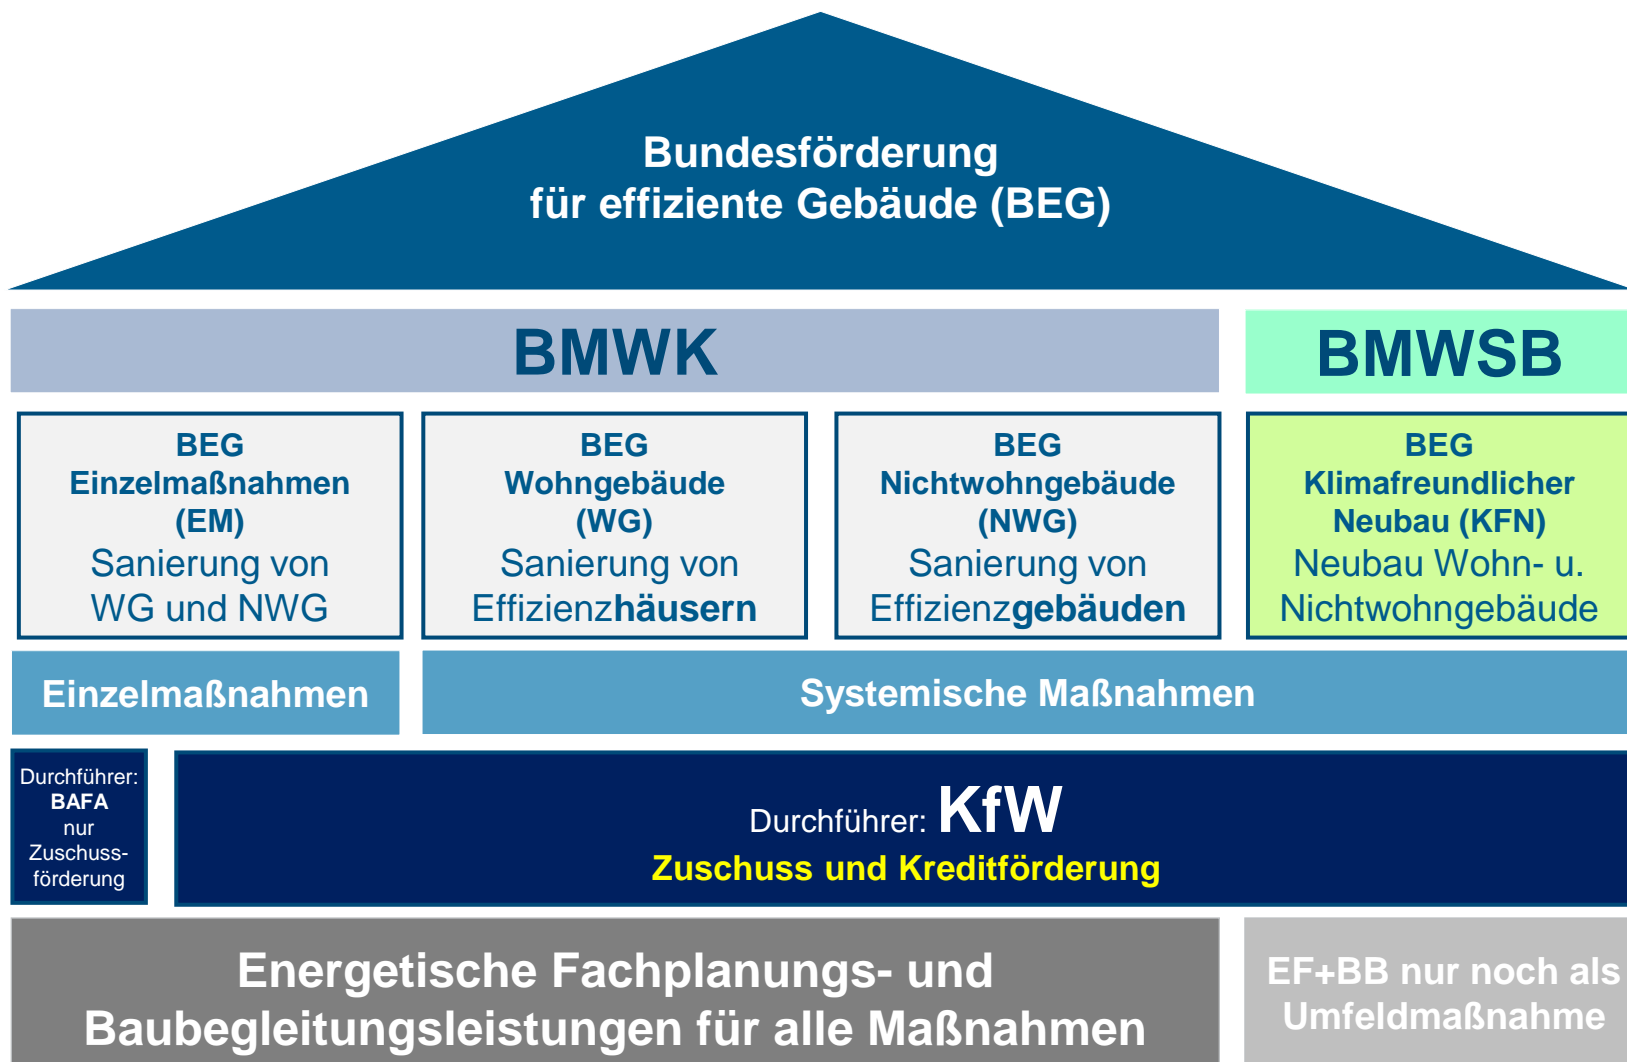 Bundesförderung
für effiziente Gebäude (BEG)
BMWK
BMWSB
BEG
Einzelmaßnahmen
(EM)
Sanierung von
WG und NWG
BEG
Wohngebäude
(WG)
Sanierung von
Effizienzhäusern
BEG
Nichtwohngebäude
(NWG)
Sanierung von
Effizienzgebäuden
BEG
Klimafreundlicher
Neubau (KFN)
Neubau Wohn- u.
Nichtwohngebäude
Einzelmaßnahmen
Systemische Maßnahmen
Durchführer:
BAFA
nur
Zuschuss-
förderung
Durchführer: KfW
Zuschuss und Kreditförderung
Energetische Fachplanungs- und
Baubegleitungsleistungen für alle Maßnahmen
EF+BB nur noch als
Umfeldmaßnahme